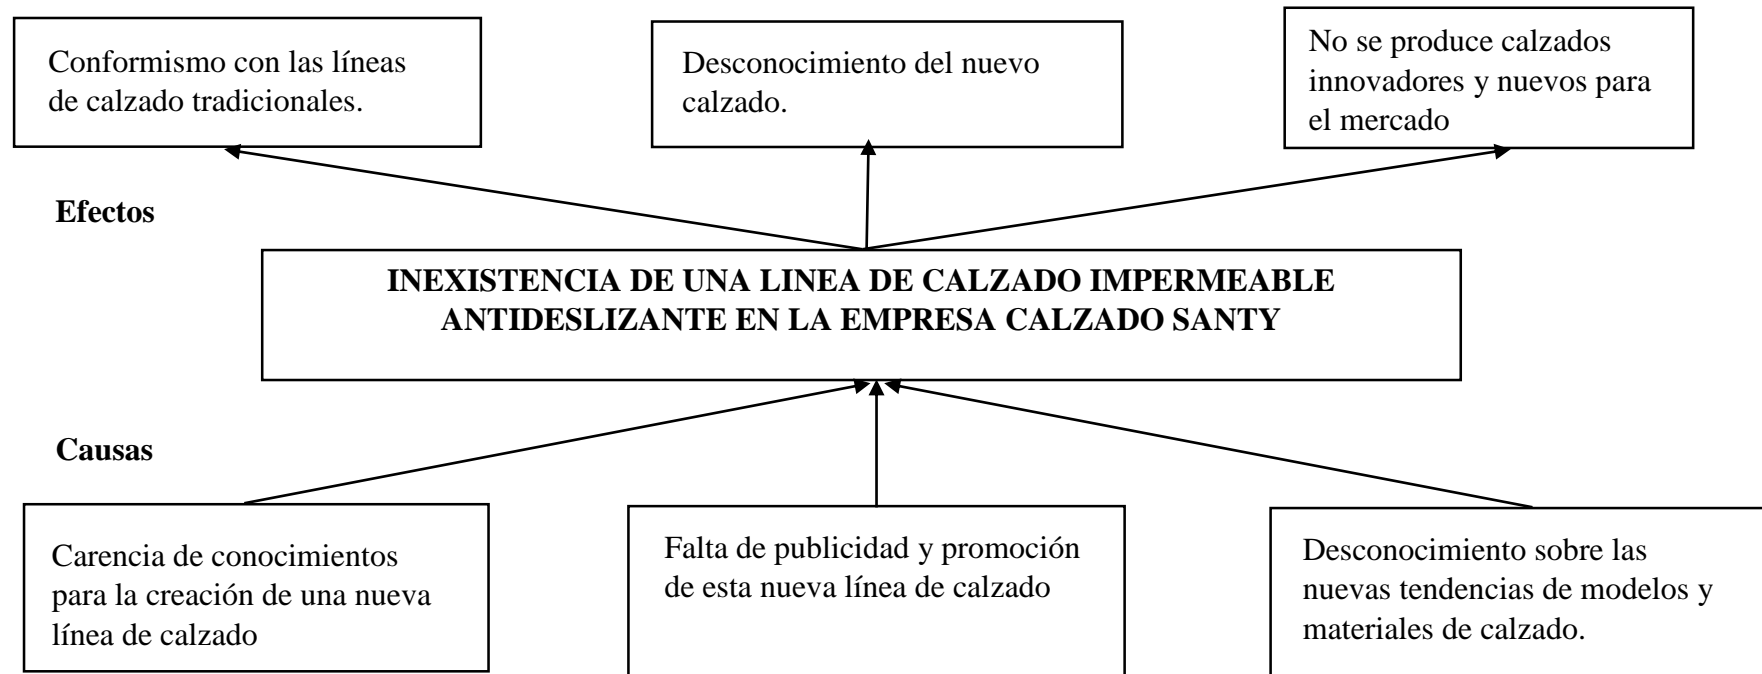 Conformismo con las líneas
de calzado tradicionales.
Desconocimiento del nuevo
calzado.
No se produce calzados
innovadores y nuevos para
el mercado
Efectos
INEXISTENCIA DE UNA LINEA DE CALZADO IMPERMEABLE
ANTIDESLIZANTE EN LA EMPRESA CALZADO SANTY
Causas
Carencia de conocimientos
para la creación de una nueva
línea de calzado
Falta de publicidad y promoción
de esta nueva línea de calzado
Desconocimiento sobre las
nuevas tendencias de modelos y
materiales de calzado.